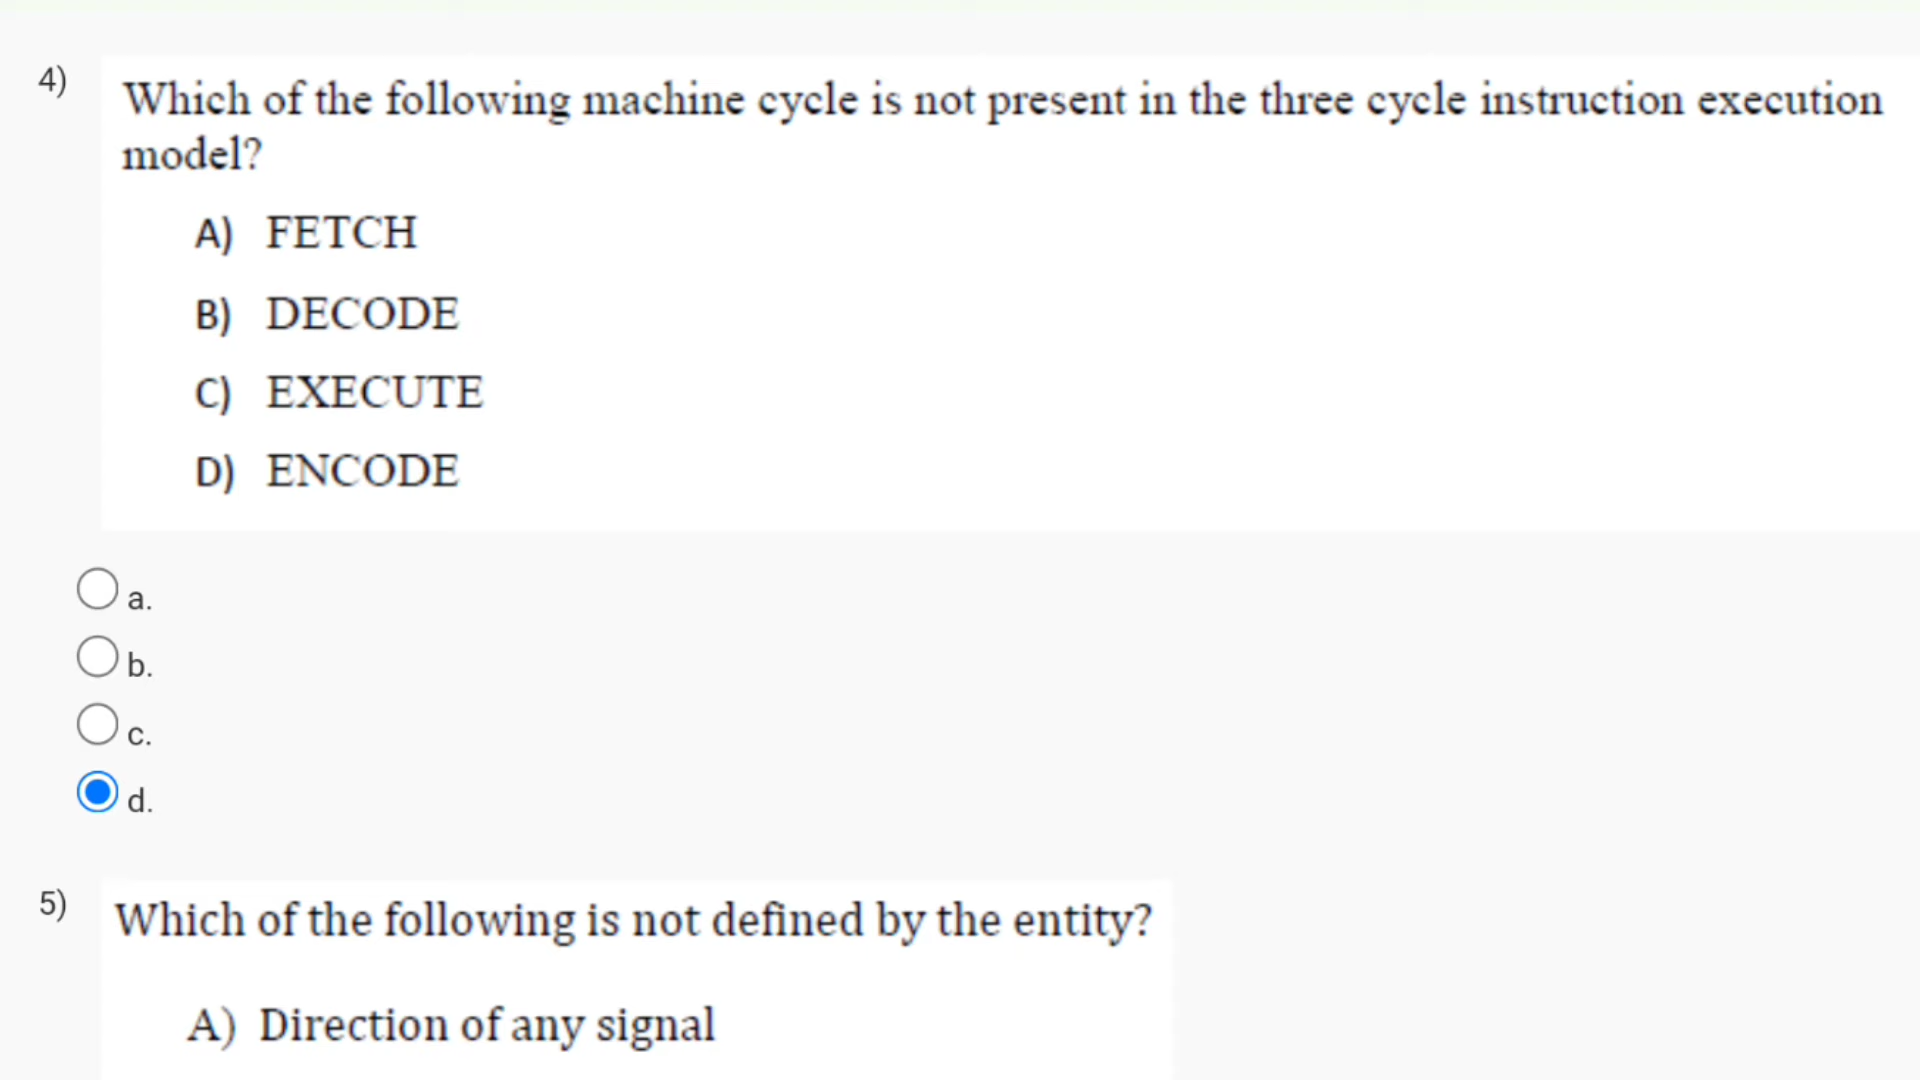 4)
Which of the following machine cycle is not present in the three cycle instruction execution
model?
A) FETCH
B) DECODE
C) EXECUTE
D) ENCODE
a.
b.
c.
d.
5)
Which of the following is not defined by the entity?
A) Direction of any signal